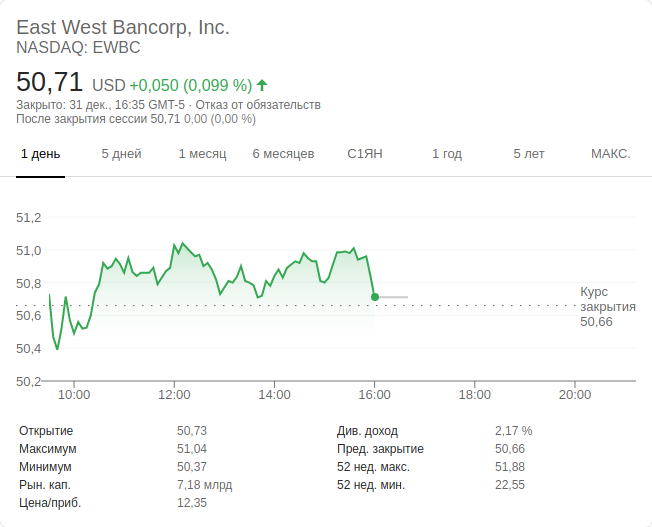 East West Bancorp, Inc.
NASDAQ: EWBC
50,71 USD +0,050 (0,099 %)
Закрыто: 31 дек., 16:35 GMT-5 · Отказ от обязательств
После закрытия сессии 50,71 0,00 (0,00 %)
1 день 5 дней 1 месяц 6 месяцев С1ЯН 1 год 5 лет МАКС.
51,2
51,0
50,8
50,6
50,4
50,2
Курс
закрытия
50,66
10:00 12:00 14:00 16:00 18:00 20:00
Открытие 50,73
Максимум 51,04
Минимум 50,37
Рын. кап. 7,18 млрд
Цена/приб. 12,35
Див. доход 2,17 %
Пред. закрытие 50,66
52 нед. макс. 51,88
52 нед. мин. 22,55